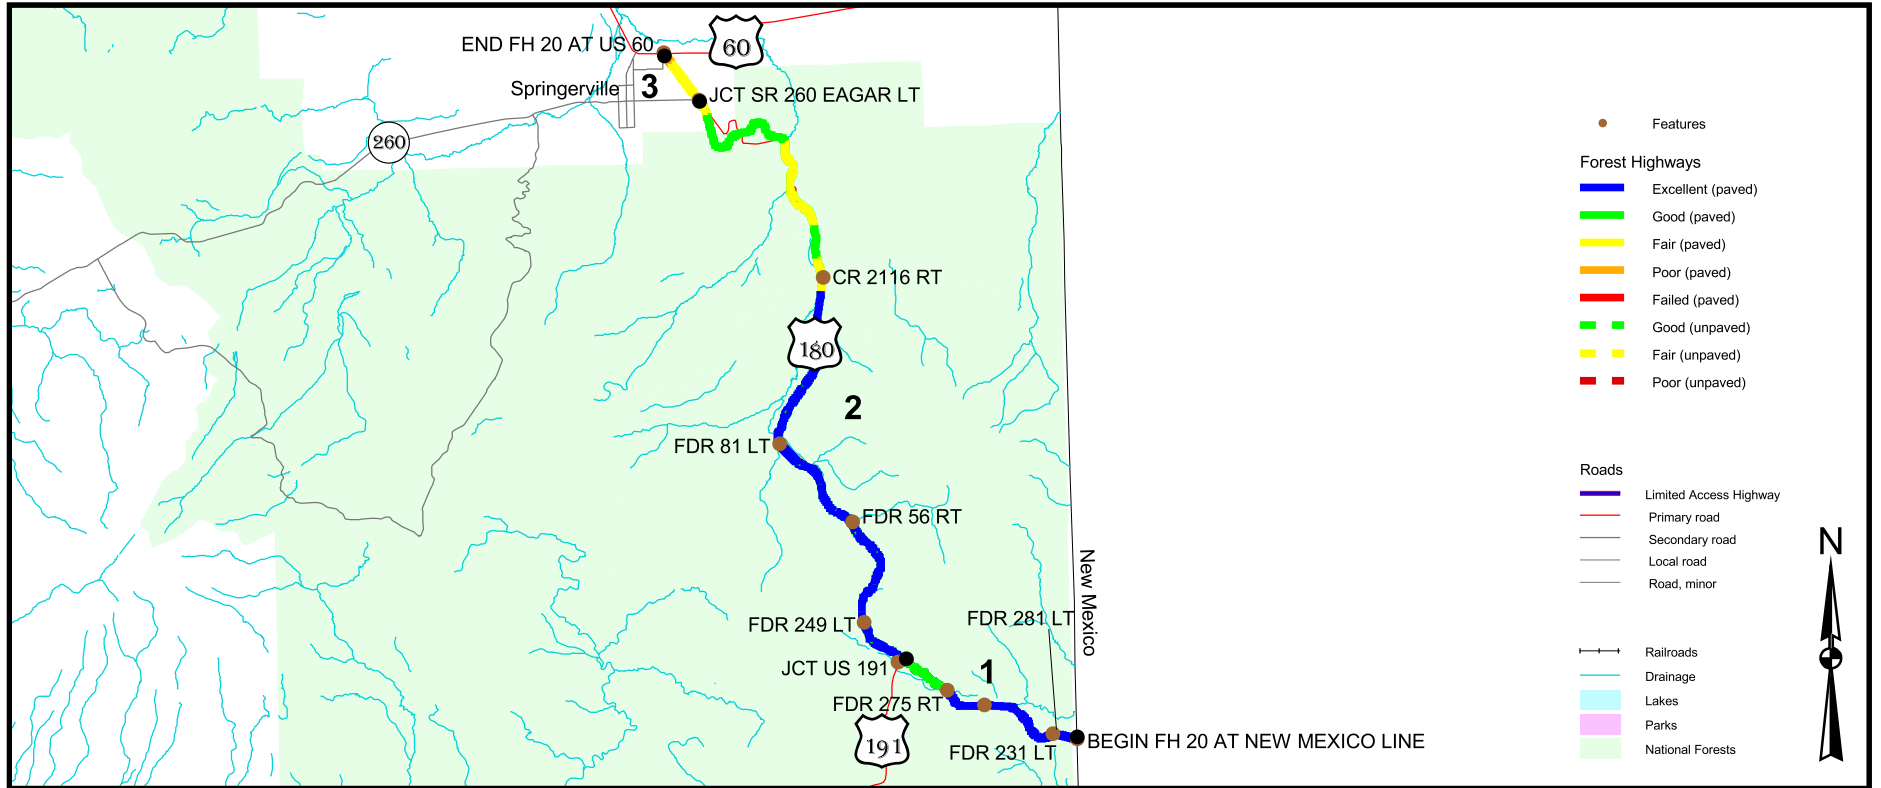 END FH 20 AT US 60
60
Springerville
3
JCT SR 260 EAGAR LT
260
CR 2116 RT
180
2
FDR 81 LT
FDR 56 RT
New Mexico
FDR 281 LT
FDR 249 LT
JCT US 191
1
FDR 275 RT
191
FDR 231 LT
BEGIN FH 20 AT NEW MEXICO LINE
Features
Forest Highways
Excellent (paved)
Good (paved)
Fair (paved)
Poor (paved)
Failed (paved)
Good (unpaved)
Fair (unpaved)
Poor (unpaved)
Roads
Limited Access Highway
Primary road
Secondary road
Local road
Road, minor
Railroads
Drainage
Lakes
Parks
National Forests
N